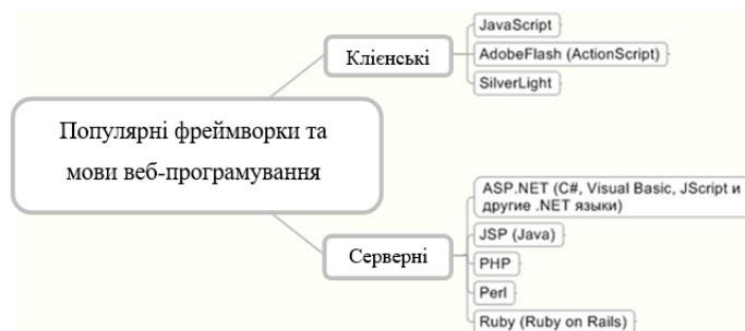 Популярні фреймворки та
мови веб-програмування
Клієнські
JavaScript
AdobeFlash (ActionScript)
SilverLight
Серверні
ASP.NET (C#, Visual Basic, JScript и
другие .NET языки)
JSP (Java)
PHP
Perl
Ruby (Ruby on Rails)